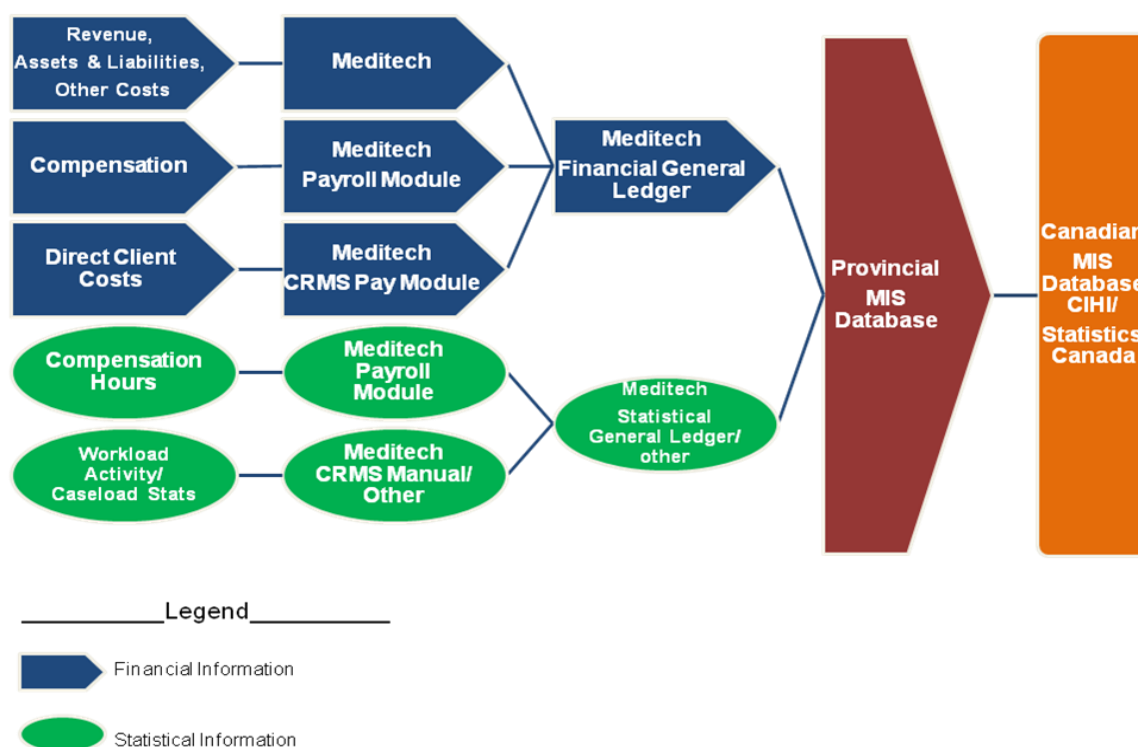 Revenue,
Assets & Liabilities,
Other Costs
Meditech
Compensation
Meditech
Payroll Module
Direct Client
Costs
Meditech
CRMS Pay Module
Meditech
Financial General
Ledger
Compensation
Hours
Meditech
Payroll
Module
Workload
Activity/
Caseload Stats
Meditech
CRMS Manual/
Other
Meditech
Statistical
General Ledger/
other
Provincial
MIS
Database
Canadian
MIS
Database
CIHI/
Statistics
Canada
Legend
Financial Information
Statistical Information